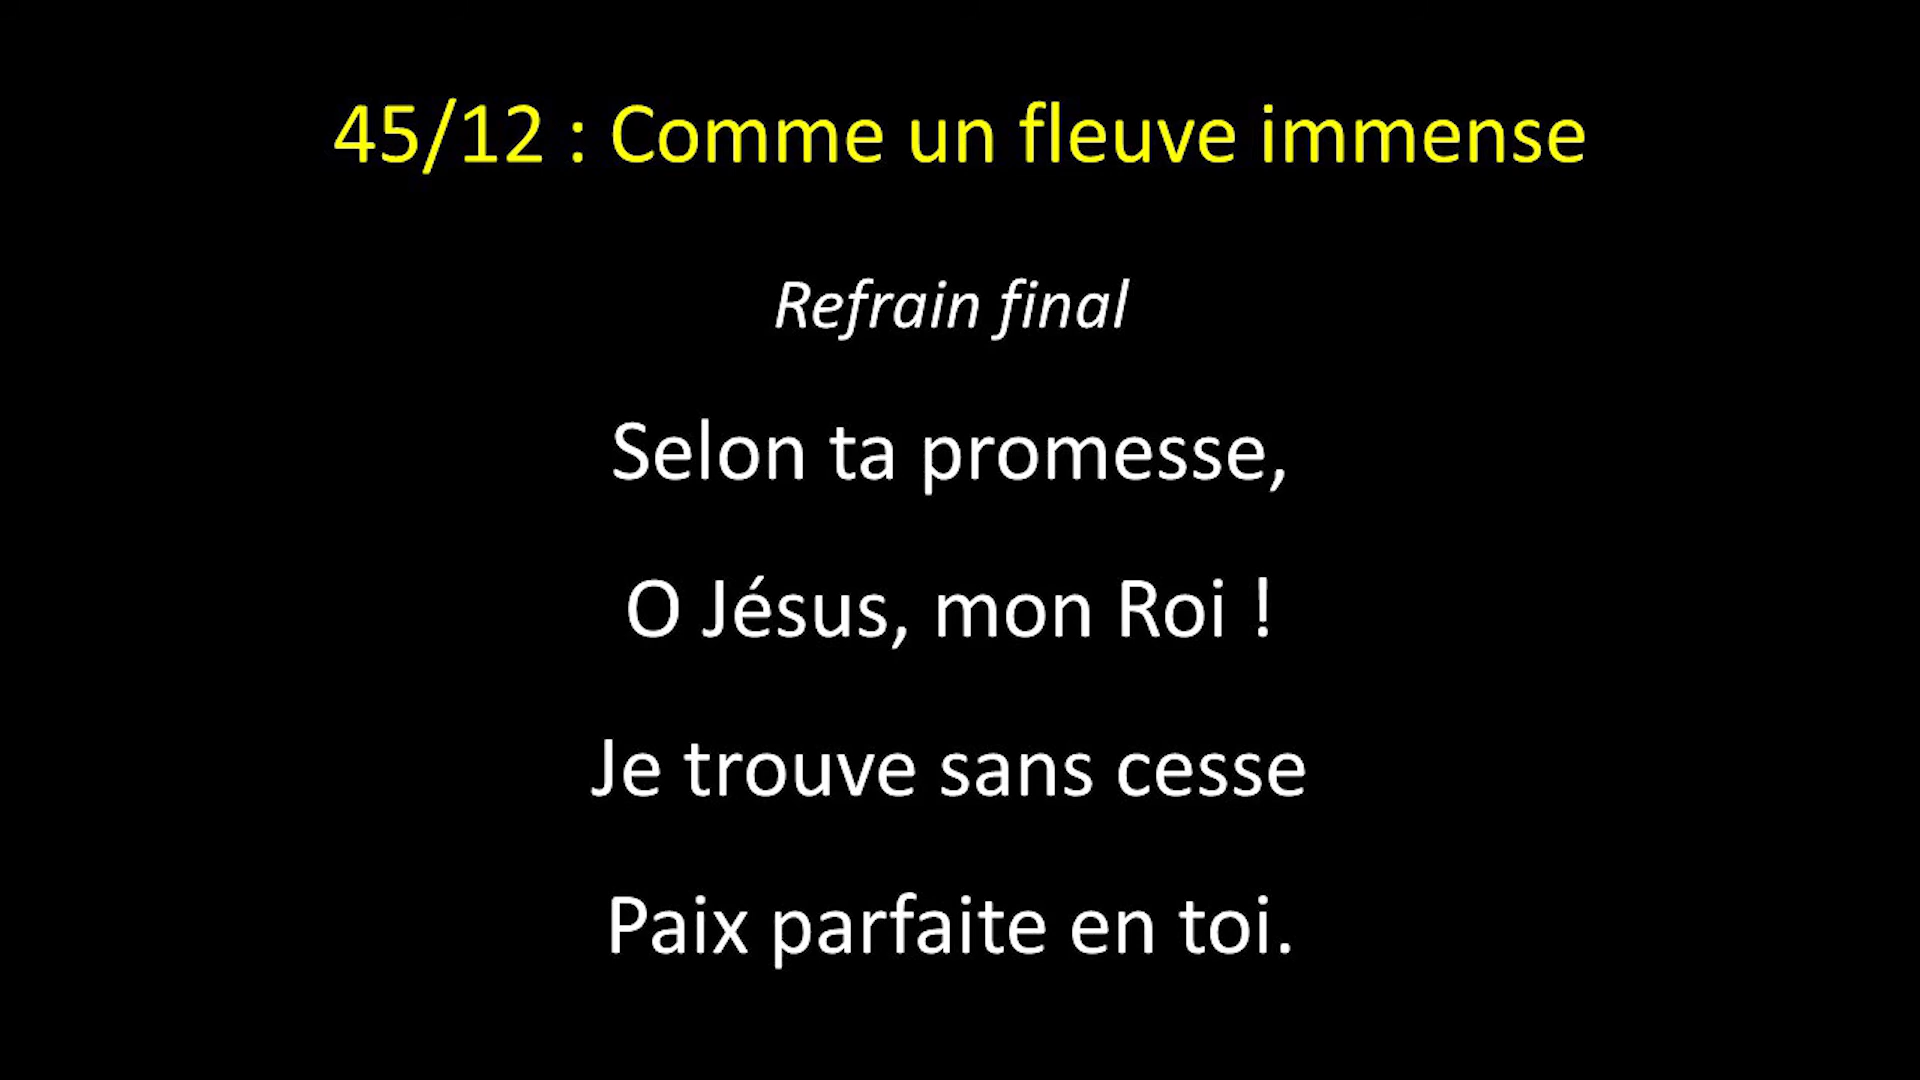 45/12 : Comme un fleuve immense
Refrain final
Selon ta promesse,
O Jésus, mon Roi !
Je trouve sans cesse
Paix parfaite en toi.